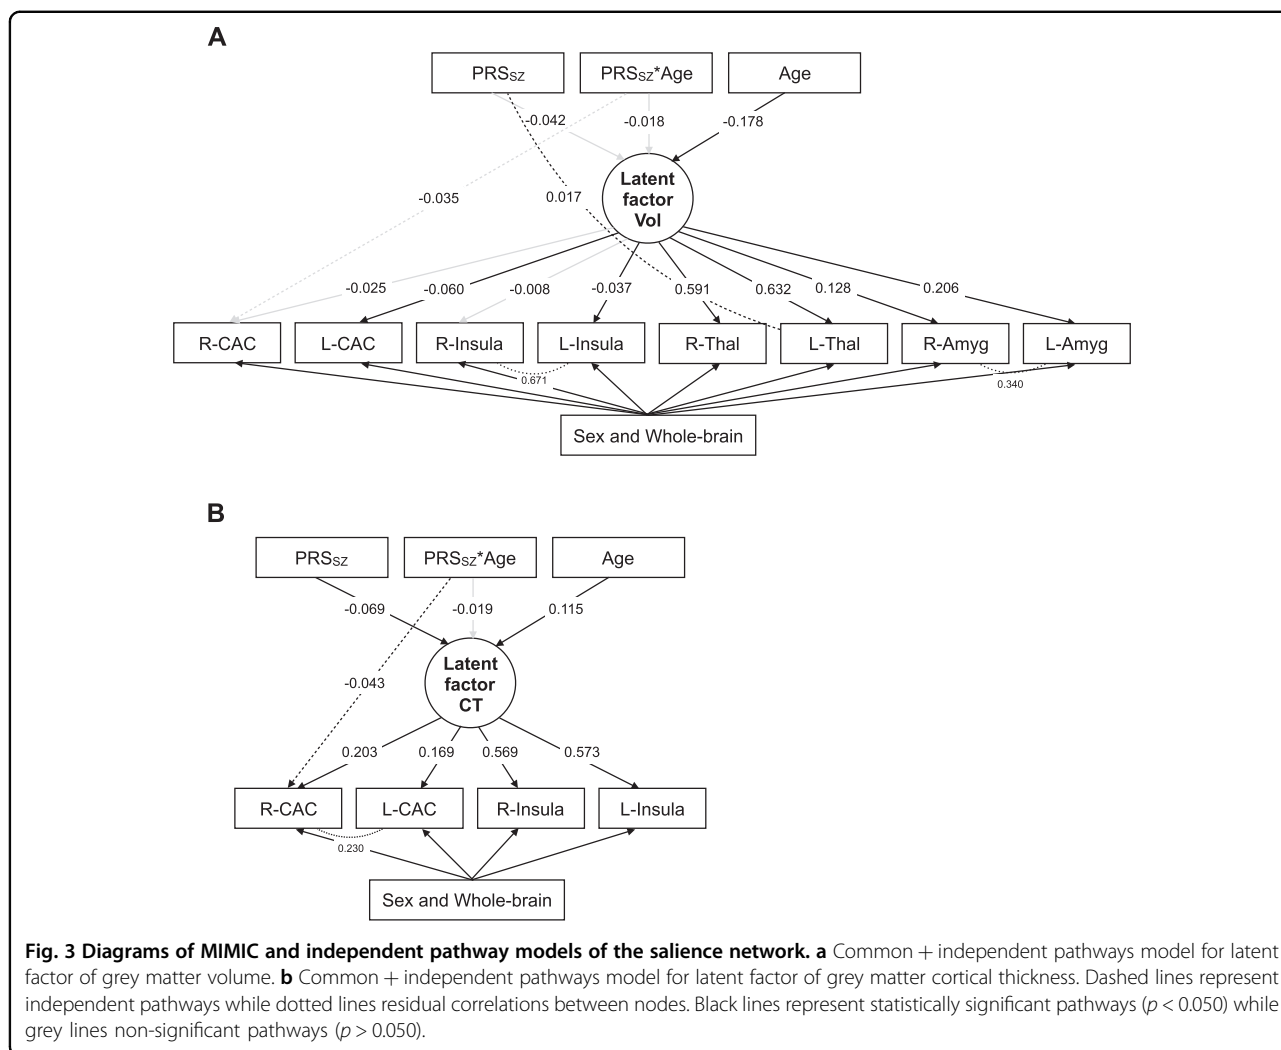 A
PRSSZ PRSSZ*Age Age
-0.042 -0.018 -0.178
Latent
factor
Vol
-0.035 0.017
-0.025 -0.060 -0.008 -0.037 0.591 0.632 0.128 0.206
R-CAC L-CAC R-Insula L-Insula R-Thal L-Thal R-Amyg L-Amyg
0.671 0.340
Sex and Whole-brain
B
PRSSZ PRSSZ*Age Age
-0.069 -0.019 0.115
Latent
factor
CT
-0.043
0.203 0.169 0.569 0.573
R-CAC L-CAC R-Insula L-Insula
0.230
Sex and Whole-brain
Fig. 3 Diagrams of MIMIC and independent pathway models of the salience network. a Common + independent pathways model for latent
factor of grey matter volume. b Common + independent pathways model for latent factor of grey matter cortical thickness. Dashed lines represent
independent pathways while dotted lines residual correlations between nodes. Black lines represent statistically significant pathways (p < 0.050) while
grey lines non-significant pathways (p > 0.050).